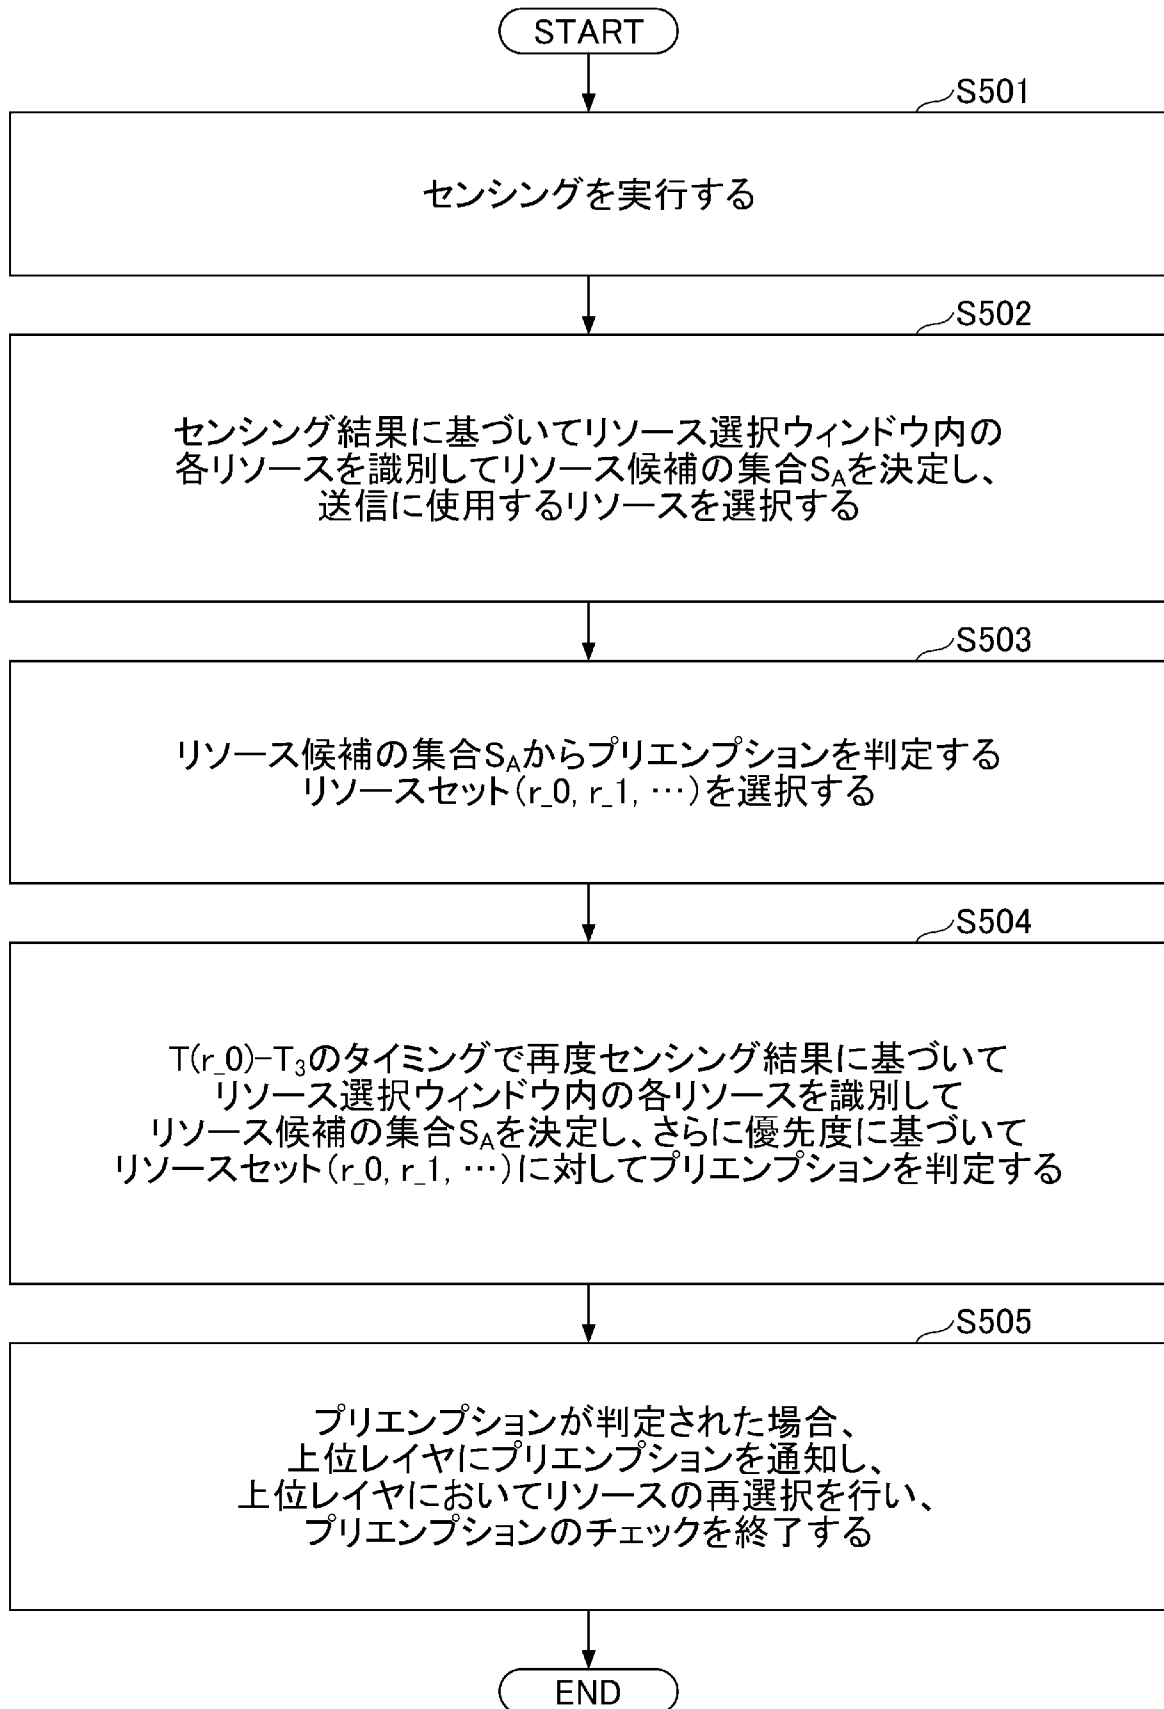 START
S501
センシングを実行する
S502
センシング結果に基づいてリソース選択ウィンドウ内の
各リソースを識別してリソース候補の集合SAを決定し、
送信に使用するリソースを選択する
S503
リソース候補の集合SAからプリエンプションを判定する
リソースセット(r_0, r_1, …)を選択する
S504
T(r_0)-T3のタイミングで再度センシング結果に基づいて
リソース選択ウィンドウ内の各リソースを識別して
リソース候補の集合SAを決定し、さらに優先度に基づいて
リソースセット(r_0, r_1, …)に対してプリエンプションを判定する
S505
プリエンプションが判定された場合、
上位レイヤにプリエンプションを通知し、
上位レイヤにおいてリソースの再選択を行い、
プリエンプションのチェックを終了する
END